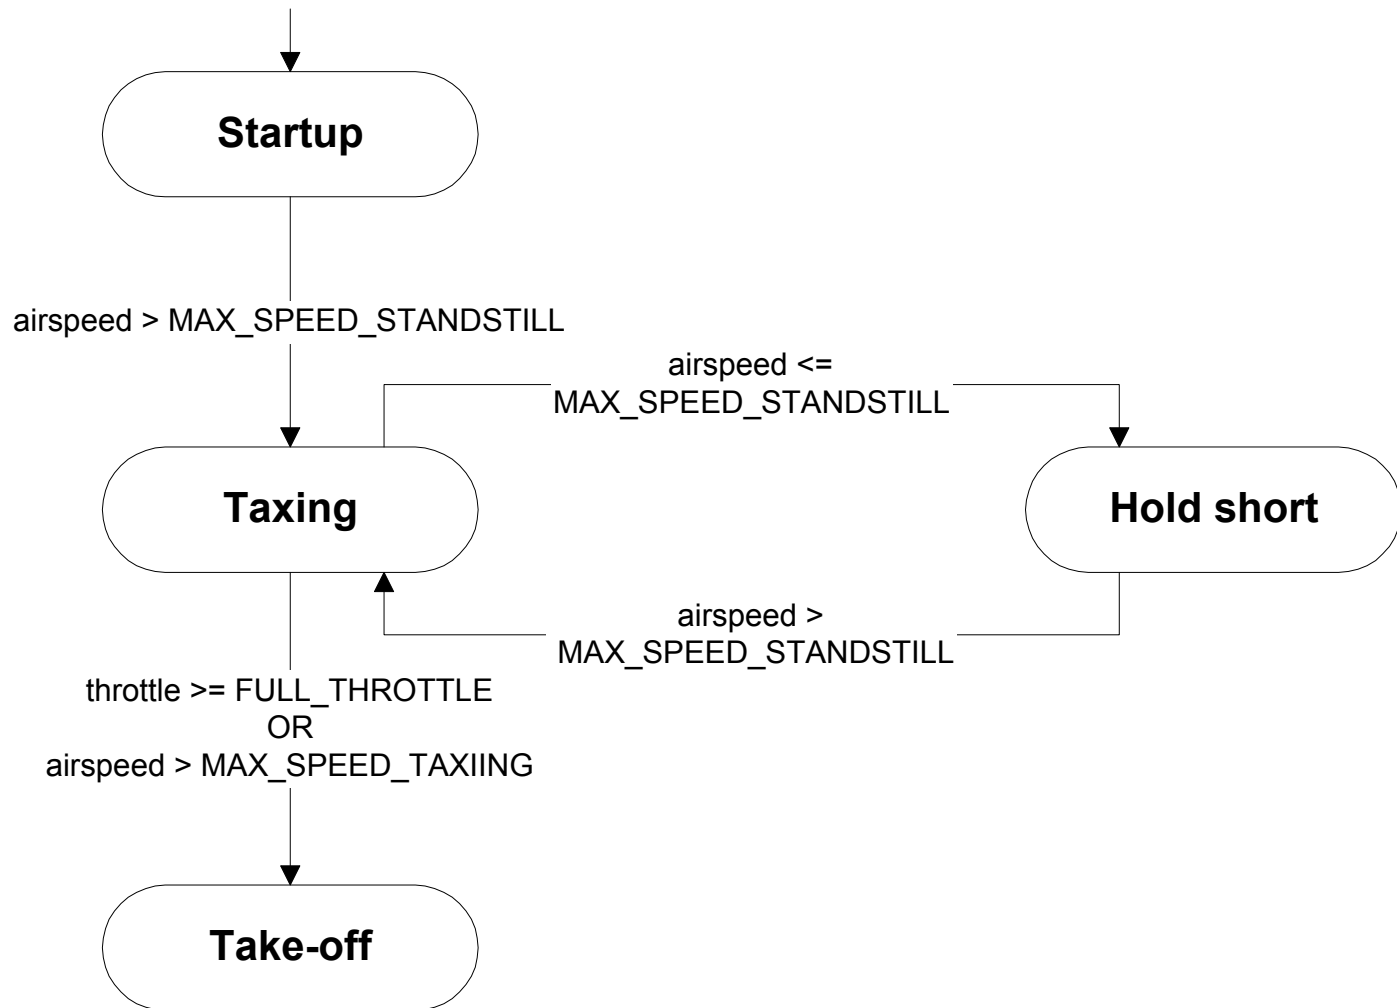 Startup
airspeed > MAX_SPEED_STANDSTILL
airspeed <=
MAX_SPEED_STANDSTILL
Taxing
Hold short
airspeed >
MAX_SPEED_STANDSTILL
throttle >= FULL_THROTTLE
OR
airspeed > MAX_SPEED_TAXIING
Take-off